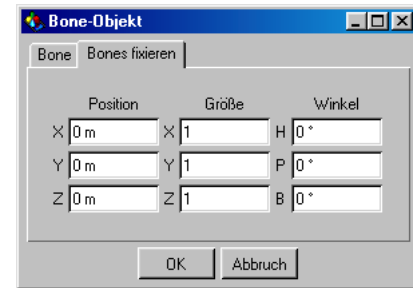 Bone-Objekt
Bone Bones fixieren
Position Größe Winkel
X 0 m X 1 H 0 °
Y 0 m Y 1 P 0 °
Z 0 m Z 1 B 0 °
OK Abbruch